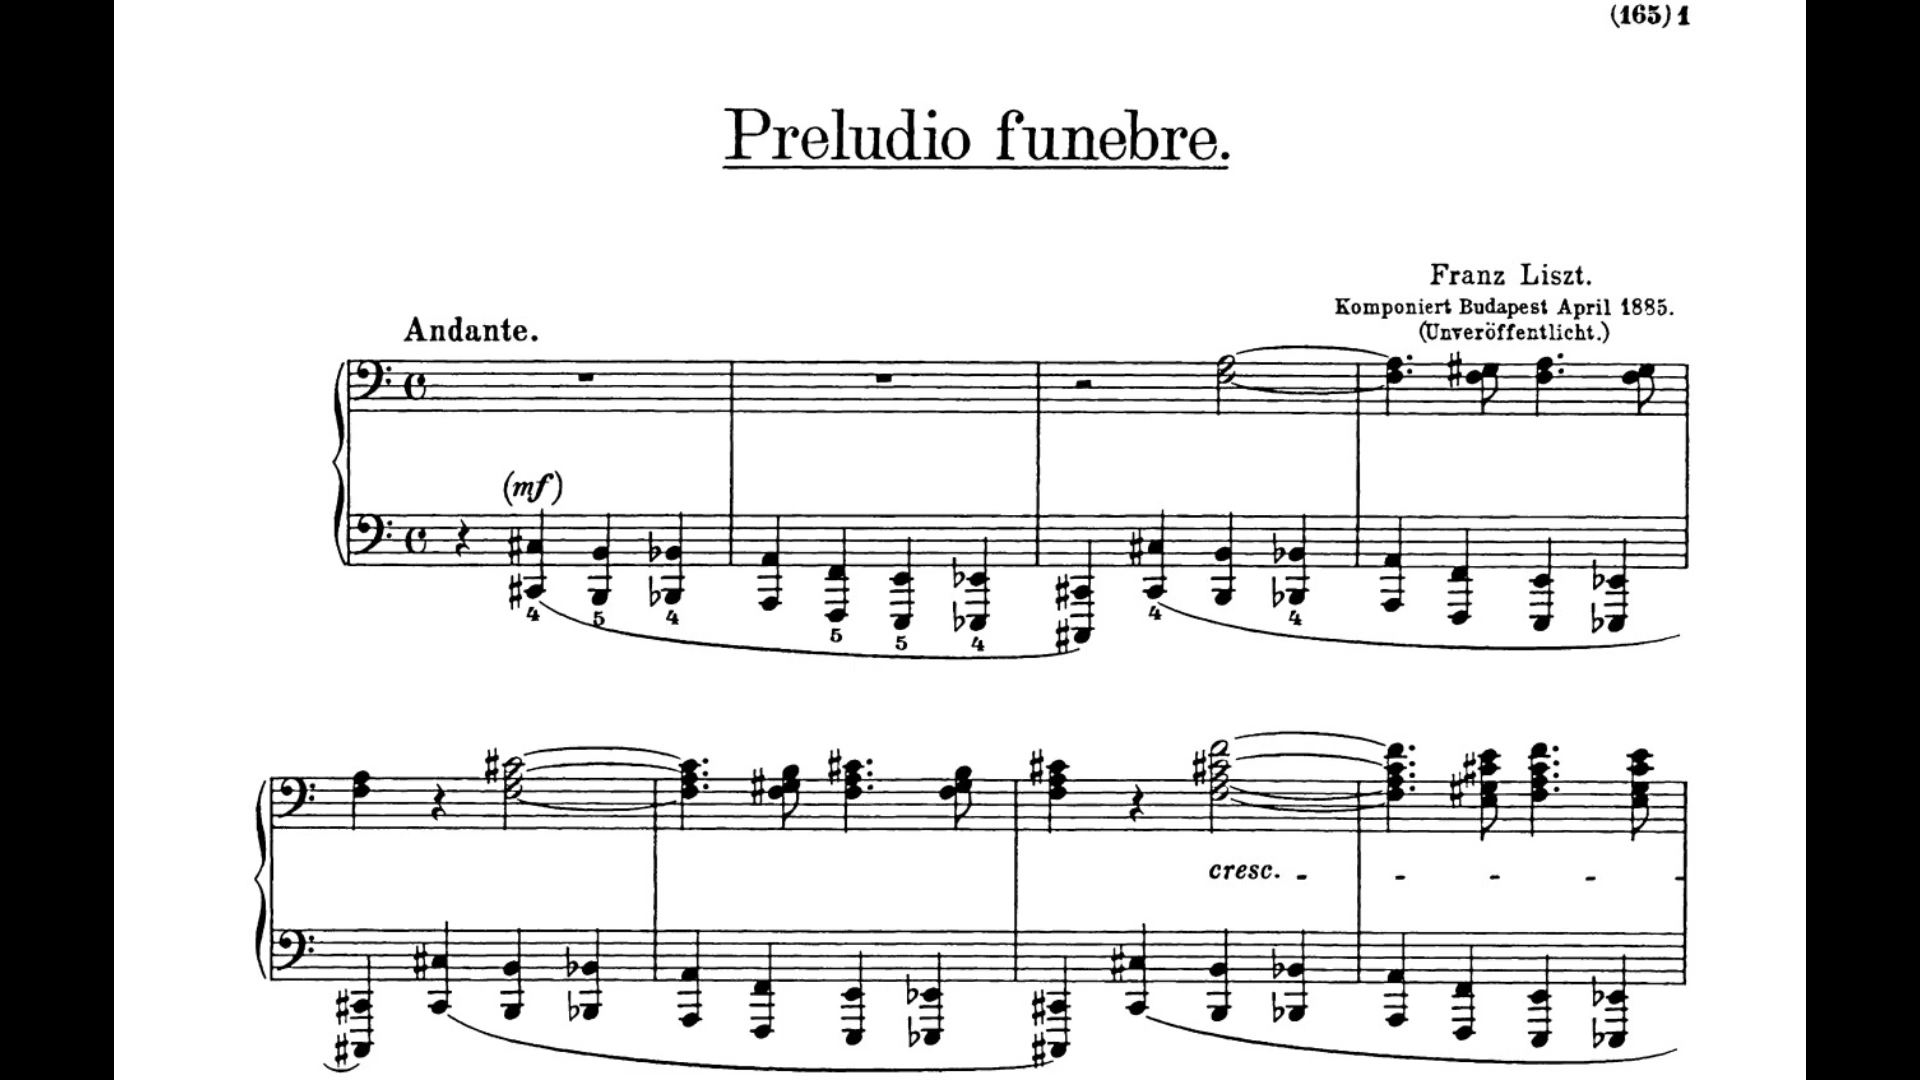 (165) 1
Preludio funebre.
Franz Liszt.
Komponiert Budapest April 1885.
(Unveröffentlicht.)
Andante.
(mf)
4 5 4 5 5 4 4 4
cresc.